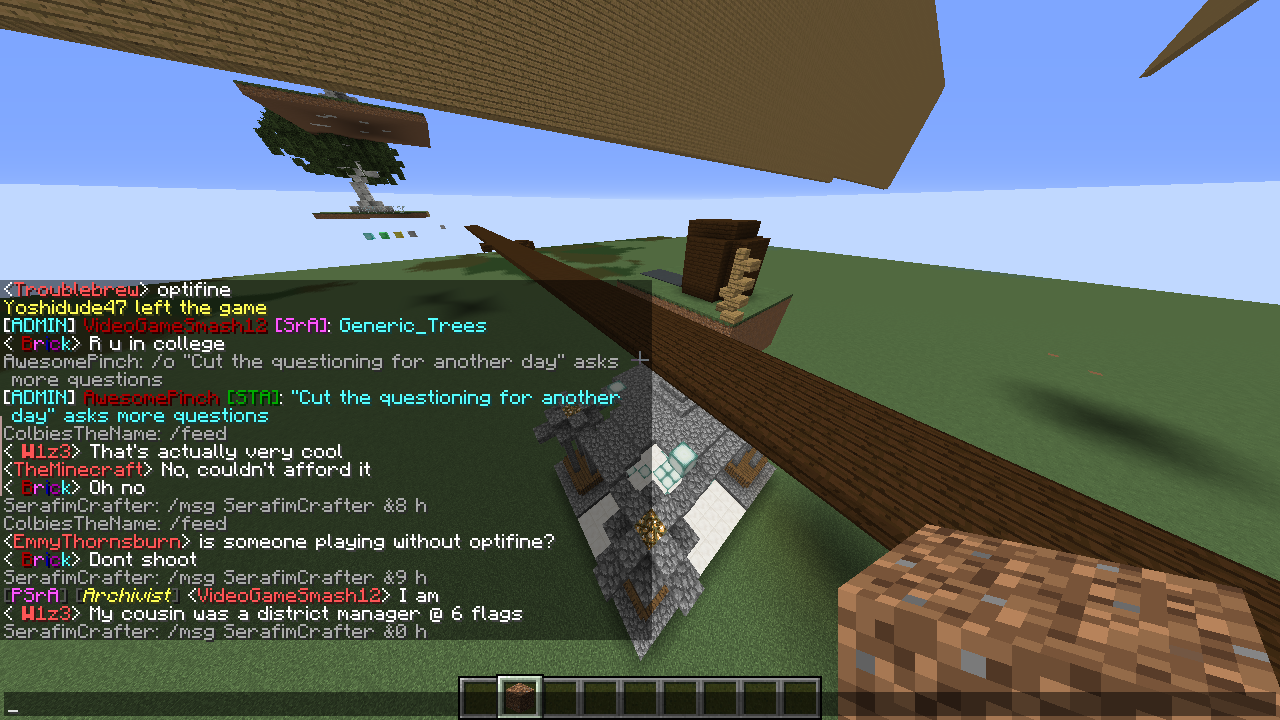 <Troublebrew> optifine
Yoshidude47 left the game
[ADMIN] VideoGameSmash12 [SrA]: Generic_Trees
< Brick> R u in college
AwesomePinch: /o "Cut the questioning for another day" asks
more questions
[ADMIN] AwesomePinch [STA]: "Cut the questioning for another
day" asks more questions
ColbiesTheName: /feed
< W1z3> That's actually very cool
<TheMinecraft> No, couldn't afford it
< Brick> Oh no
SerafimCrafter: /msg SerafimCrafter &8 h
ColbiesTheName: /feed
<EmmyThornsburn> is someone playing without optifine?
< Brick> Dont shoot
SerafimCrafter: /msg SerafimCrafter &9 h
[PSrA] [Archivist] <VideoGameSmash12> I am
< W1z3> My cousin was a district manager @ 6 flags
SerafimCrafter: /msg SerafimCrafter &0 h
_